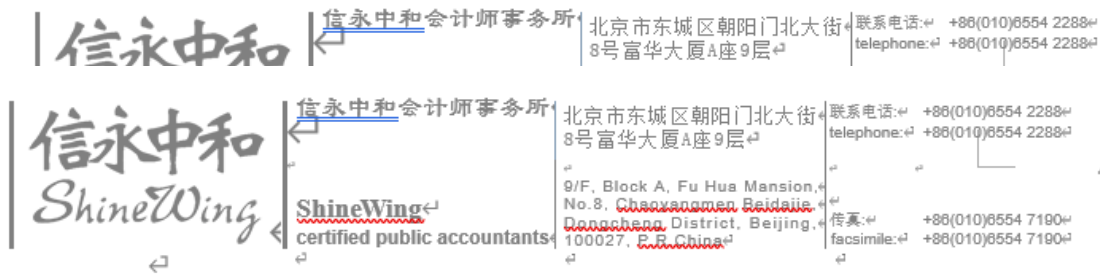 信永中和
信永中和会计师事务所
北京市东城区朝阳门北大街
8号富华大厦A座9层
联系电话: +86(010)6554 2288
telephone: +86(010)6554 2288
信永中和
ShineWing
信永中和会计师事务所
ShineWing
certified public accountants
北京市东城区朝阳门北大街
8号富华大厦A座9层
9/F, Block A, Fu Hua Mansion,
No.8, Chaoyangmen Beidajie,
Dongcheng District, Beijing,
100027, P.R.China
联系电话: +86(010)6554 2288
telephone: +86(010)6554 2288
传真: +86(010)6554 7190
facsimile: +86(010)6554 7190